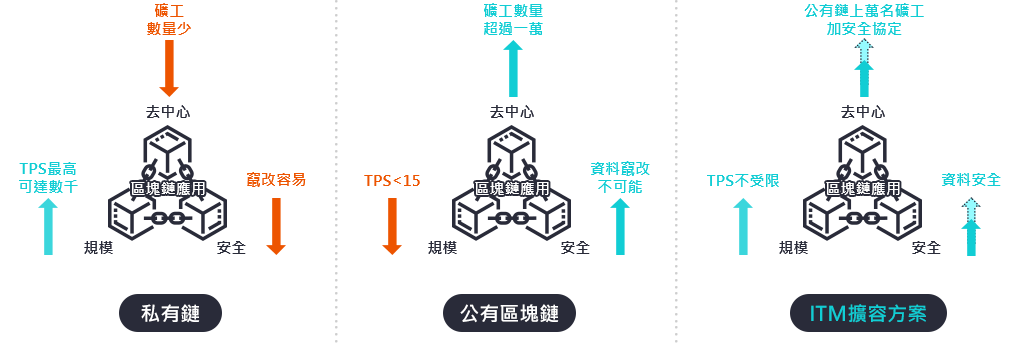 礦工
數量少
去中心
TPS最高
可達數千
區塊鏈應用
竄改容易
規模
安全
私有鏈
礦工數量
超過一萬
去中心
TPS<15
區塊鏈應用
資料竄改
不可能
規模
安全
公有區塊鏈
公有鏈上萬名礦工
加安全協定
去中心
TPS不受限
區塊鏈應用
資料安全
規模
安全
ITM擴容方案